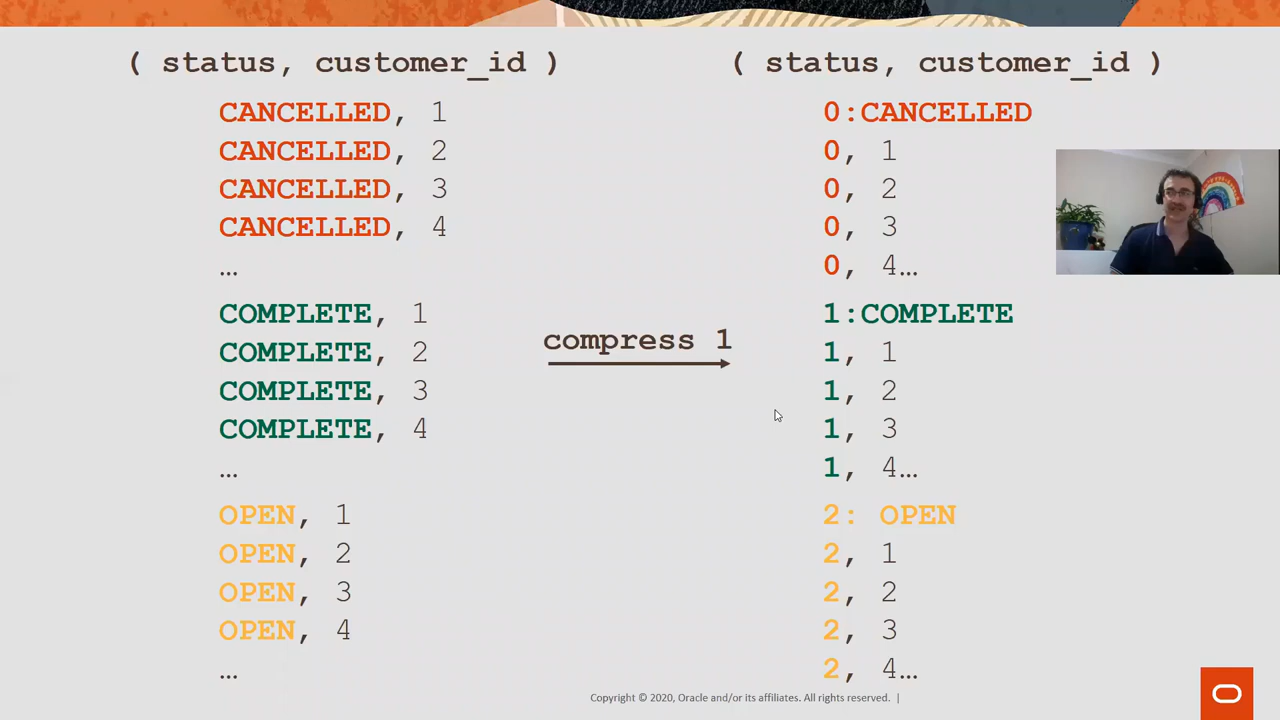 ( status, customer_id )
CANCELLED, 1
CANCELLED, 2
CANCELLED, 3
CANCELLED, 4
…
COMPLETE, 1
COMPLETE, 2
COMPLETE, 3
COMPLETE, 4
…
OPEN, 1
OPEN, 2
OPEN, 3
OPEN, 4
…
compress 1
( status, customer_id )
0:CANCELLED
0, 1
0, 2
0, 3
0, 4…
1:COMPLETE
1, 1
1, 2
1, 3
1, 4…
2: OPEN
2, 1
2, 2
2, 3
2, 4…
Copyright © 2020, Oracle and/or its affiliates. All rights reserved. |